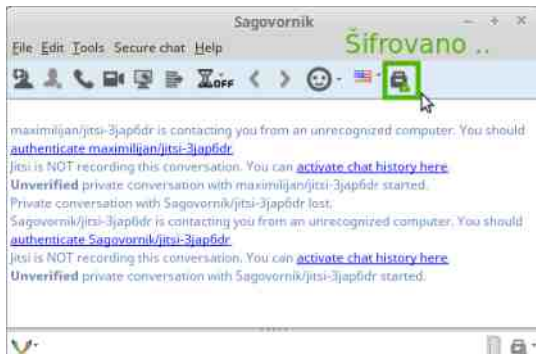 Sagovornik
Šifrovano ..
File Edit Tools Secure chat Help
OFF
maximilijan/jitsi-3jap6dr is contacting you from an unrecognized computer. You should
authenticate maximilijan/jitsi-3jap6dr.
Jitsi is NOT recording this conversation. You can activate chat history here.
Unverified private conversation with maximilijan/jitsi-3jap6dr started.
Private conversation with Sagovornik/jitsi-3jap6dr lost.
Sagovornik/jitsi-3jap6dr is contacting you from an unrecognized computer. You should
authenticate Sagovornik/jitsi-3jap6dr.
Jitsi is NOT recording this conversation. You can activate chat history here.
Unverified private conversation with Sagovornik/jitsi-3jap6dr started.